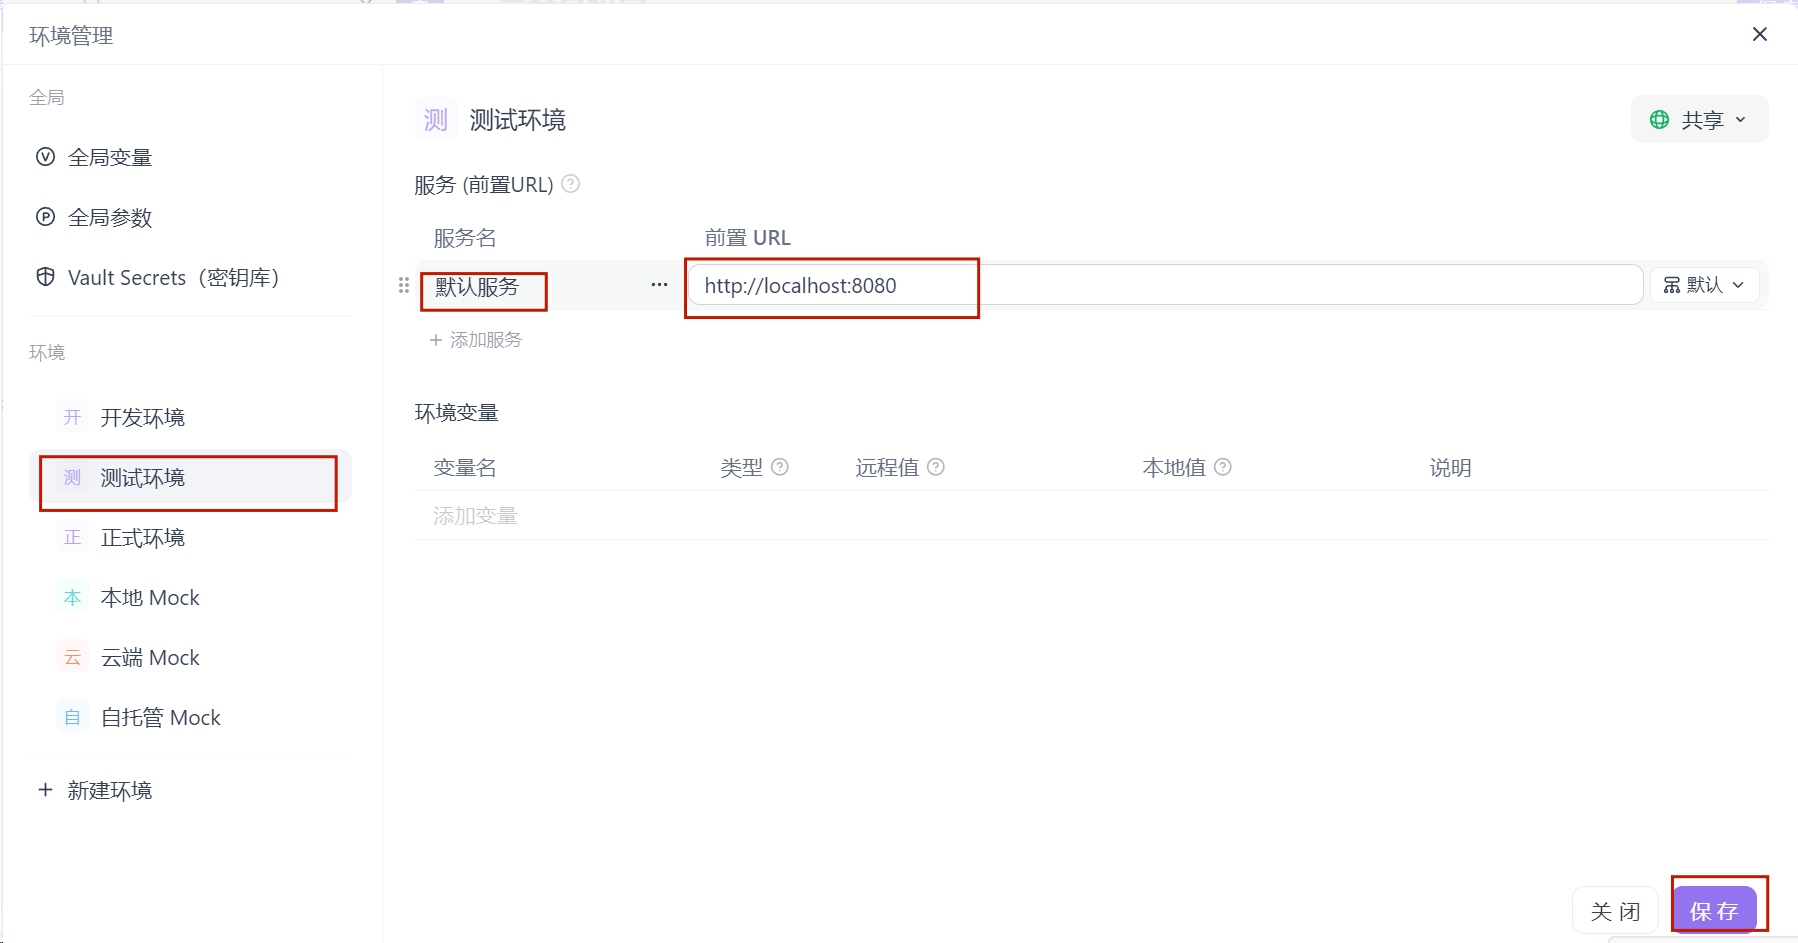 环境管理
全局
全局变量
全局参数
Vault Secrets（密钥库）
环境
开 开发环境
测 测试环境
正 正式环境
本 本地 Mock
云 云端 Mock
自 自托管 Mock
+ 新建环境
测 测试环境
共享
服务 (前置URL)
服务名 前置 URL
默认服务 ··· http://localhost:8080 默认
+ 添加服务
环境变量
变量名 类型 远程值 本地值 说明
添加变量
关 闭 保 存